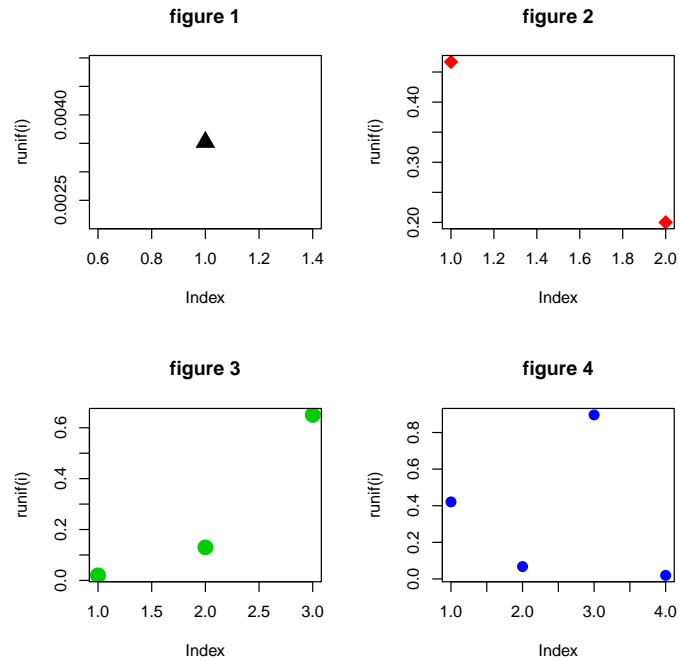 figure 1
runif(i)
0.0025 0.0040
0.6 0.8 1.0 1.2 1.4
Index
figure 2
runif(i)
0.20 0.30 0.40
1.0 1.2 1.4 1.6 1.8 2.0
Index
figure 3
runif(i)
0.0 0.2 0.4 0.6
1.0 1.5 2.0 2.5 3.0
Index
figure 4
runif(i)
0.0 0.2 0.4 0.6 0.8
1.0 2.0 3.0 4.0
Index